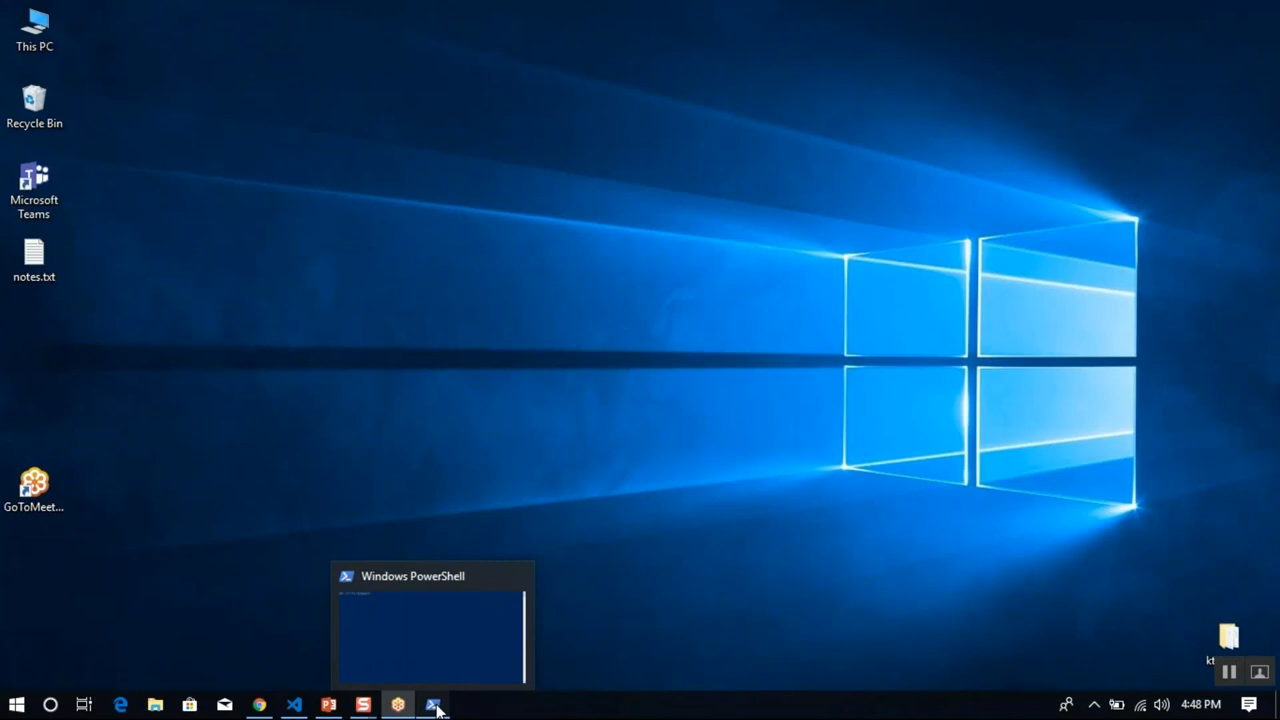 This PC
Recycle Bin
Microsoft
Teams
notes.txt
GoToMeet...
Windows PowerShell
4:48 PM